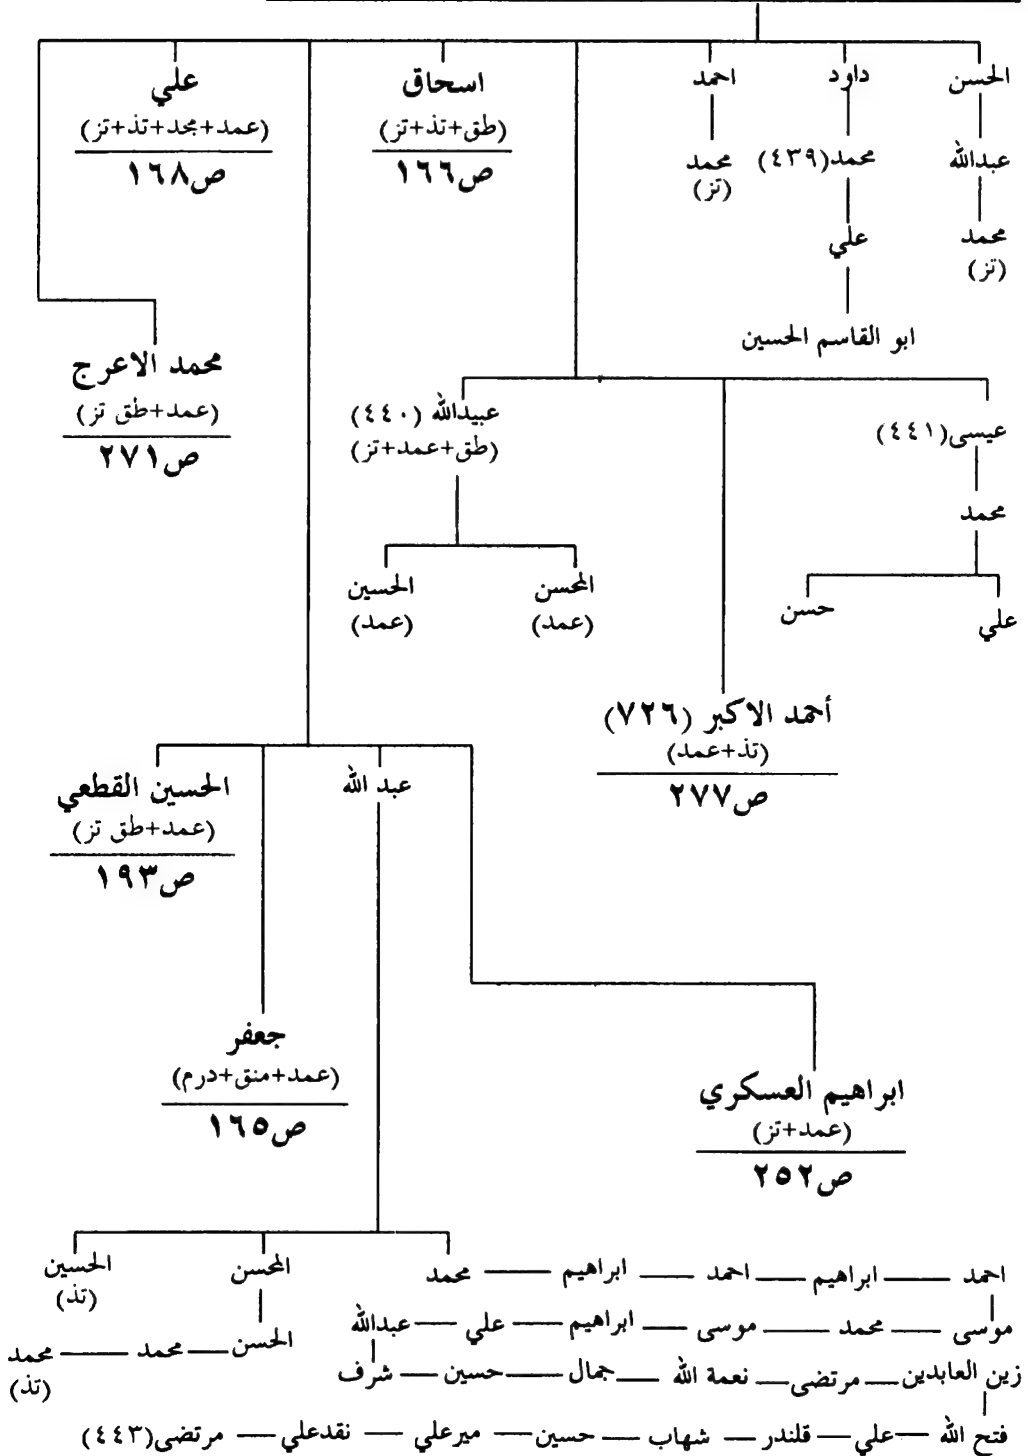 الحسن داود احمد اسحاق علي
(طق+تذ+تز) (عمد+مجد+تذ+تز)
عبدالله محمد(٤٣٩) محمد ص١٦٦ ص١٦٨
(تز)
محمد علي
(تز)
ابو القاسم الحسين
محمد الاعرج
(عمد+طق تز)
ص٢٧١
عيسى(٤٤١) عبيدالله (٤٤٠)
(طق+عمد+تز)
محمد
علي حسن المحسن الحسين
(عمد) (عمد)
أحمد الاكبر (٧٢٦)
(تذ+عمد)
ص٢٧٧
عبد الله الحسين القطعي
(عمد+طق تز)
ص١٩٣
جعفر
(عمد+منق+درم)
ص١٦٥
ابراهيم العسكري
(عمد+تز)
ص٢٥٢
احمد — ابراهيم — احمد — ابراهيم — محمد المحسن الحسين
(تذ)
موسى — محمد — موسى — ابراهيم — علي — عبدالله
الحسن — محمد — محمد
(تذ)
زين العابدين — مرتضى — نعمة الله — جمال — حسين — شرف
فتح الله — علي — قلندر — شهاب — حسين — ميرعلي — نقدعلي — مرتضى(٤٤٣)